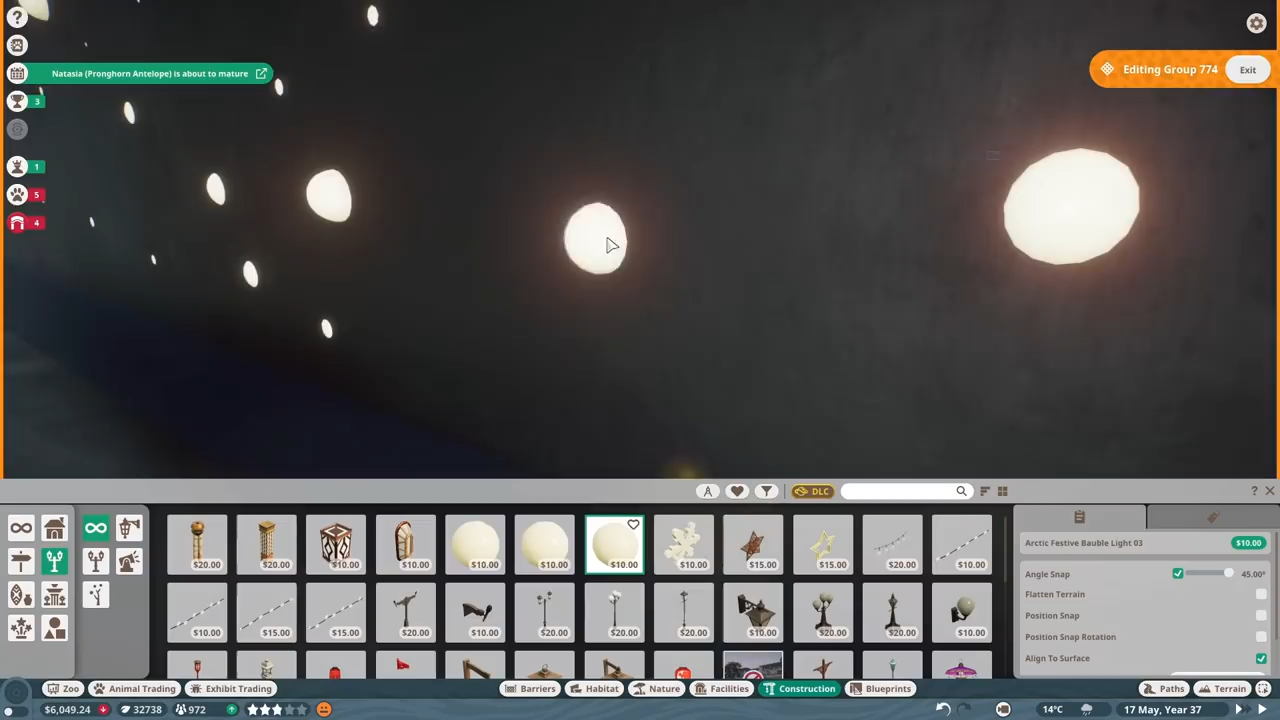 ?
Natasia (Pronghorn Antelope) is about to mature
3
1
5
4
Editing Group 774
Exit
DLC
?
$20.00 $20.00 $10.00 $10.00 $10.00 $10.00 $10.00 $10.00 $15.00 $15.00 $20.00 $10.00
$10.00 $15.00 $15.00 $20.00 $10.00 $20.00 $20.00 $20.00 $10.00 $20.00 $20.00 $10.00
Arctic Festive Bauble Light 03 $10.00
Angle Snap 45.00°
Flatten Terrain
Position Snap
Position Snap Rotation
Align To Surface
Zoo Animal Trading Exhibit Trading Barriers Habitat Nature Facilities Construction Blueprints Paths Terrain
$6,049.24 32738 972 14°C 17 May, Year 37